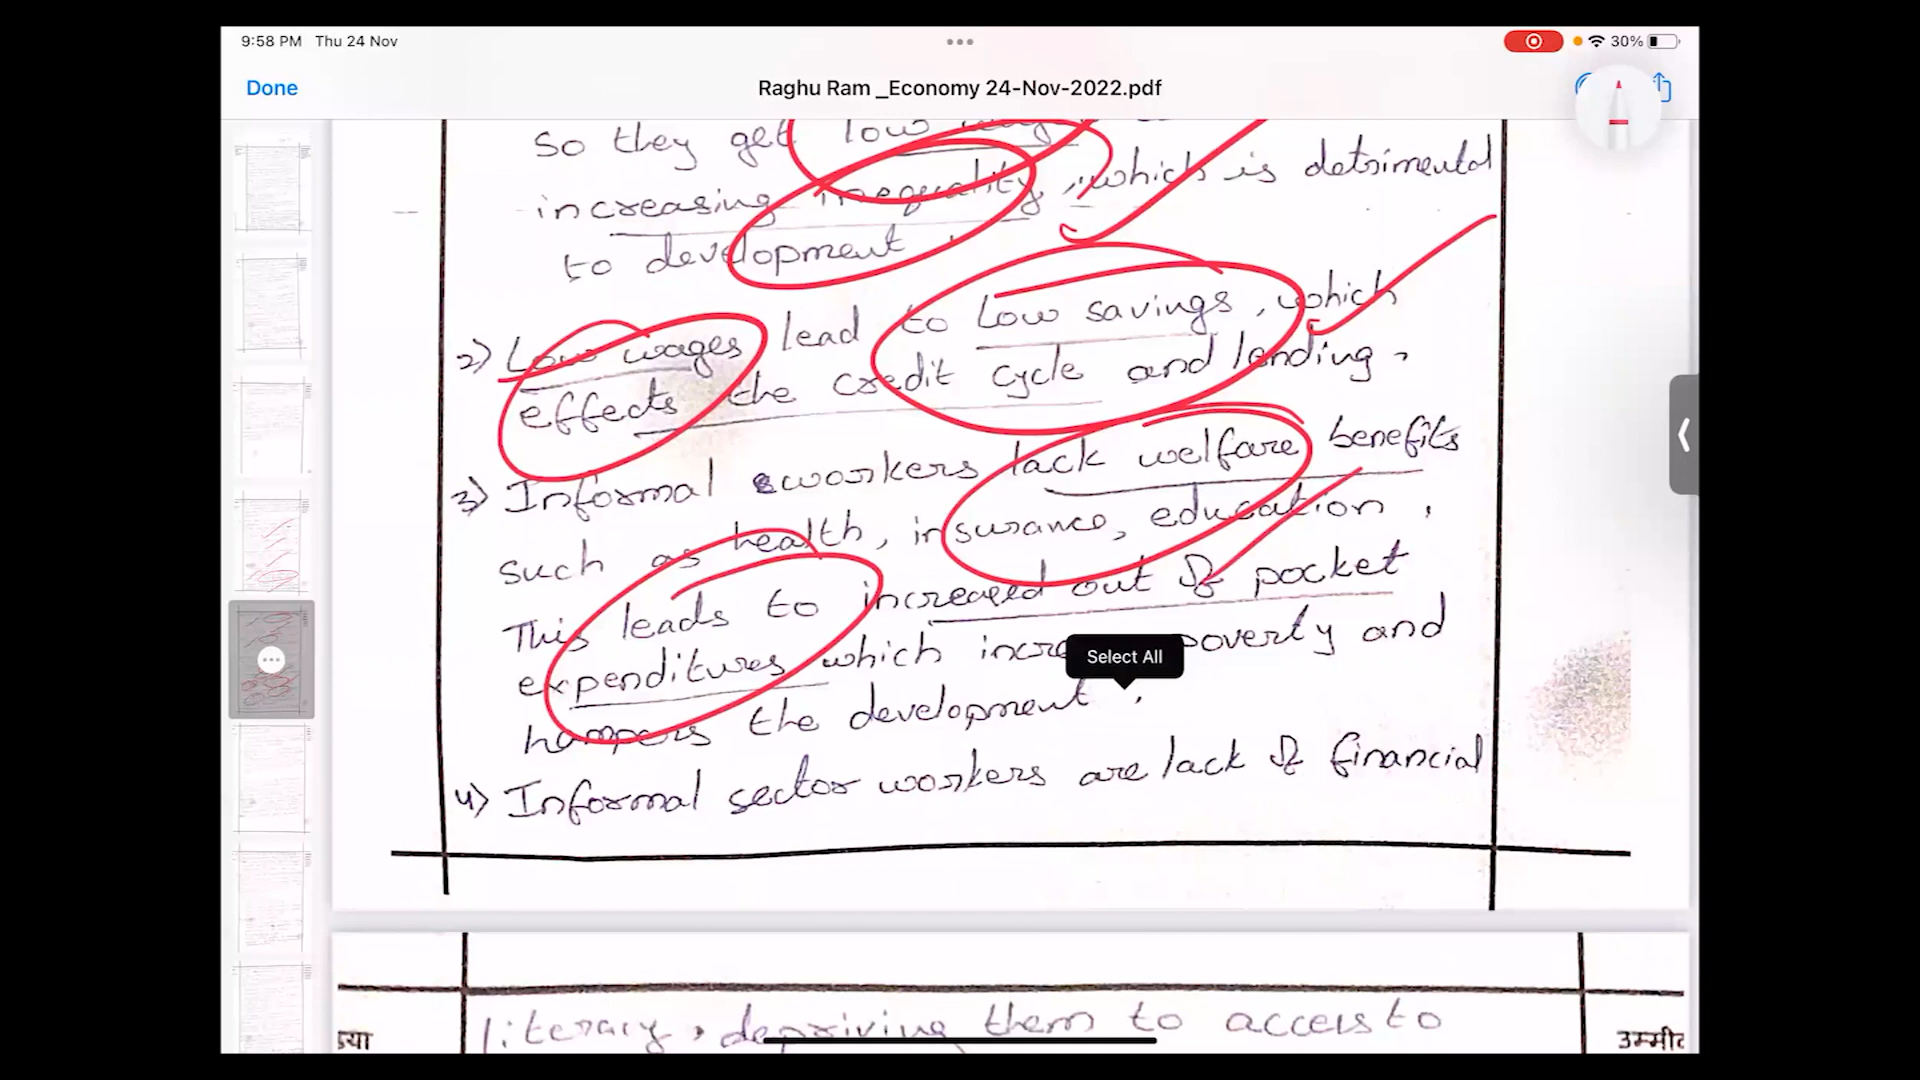 9:58 PM Thu 24 Nov
30%
Done
Raghu Ram _Economy 24-Nov-2022.pdf
So they get low
increasing inequality, which is detrimental
to development.
2) Low wages lead to Low savings, which
effects the credit cycle and lending.
3) Informal workers lack welfare benefits
such as health, insurance, education.
This leads to increased out of pocket
expenditures which incre poverty and
Select All
hampers the development.
4) Informal sector workers are lack of financial
literacy, depriving them to access to
ख्या
उम्मीद